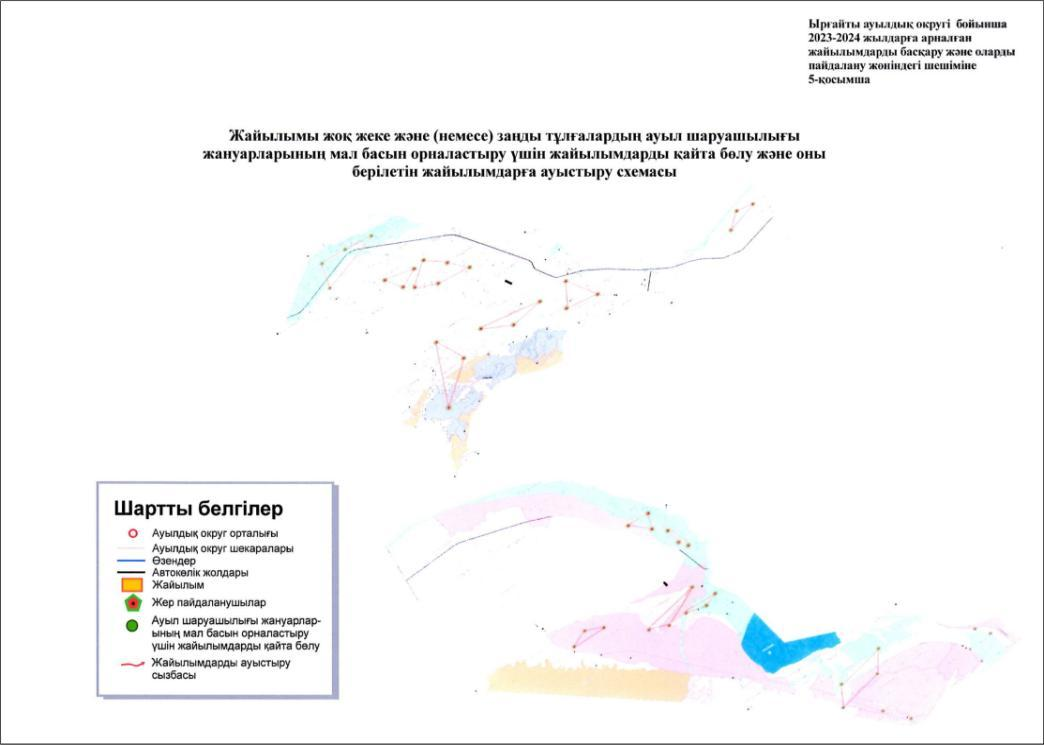 Ырғайты ауылдық округі бойынша
2023-2024 жылдарға арналған
жайылымдарды басқару және оларды
пайдалану жөніндегі шешіміне
5-қосымша
Жайылымы жоқ жеке және (немесе) заңды тұлғалардың ауыл шаруашылығы
жануарларының мал басын орналастыру үшін жайылымдарды қайта бөлу және оны
берілетін жайылымдарға ауыстыру схемасы
Шартты белгілер
Ауылдық округ орталығы
Ауылдық округ шекаралары
Өзендер
Автокөлік жолдары
Жайылым
Жер пайдаланушылар
Ауыл шаруашылығы жануарлар-
ының мал басын орналастыру
үшін жайылымдарды қайта бөлу
Жайылымдарды ауыстыру
сызбасы